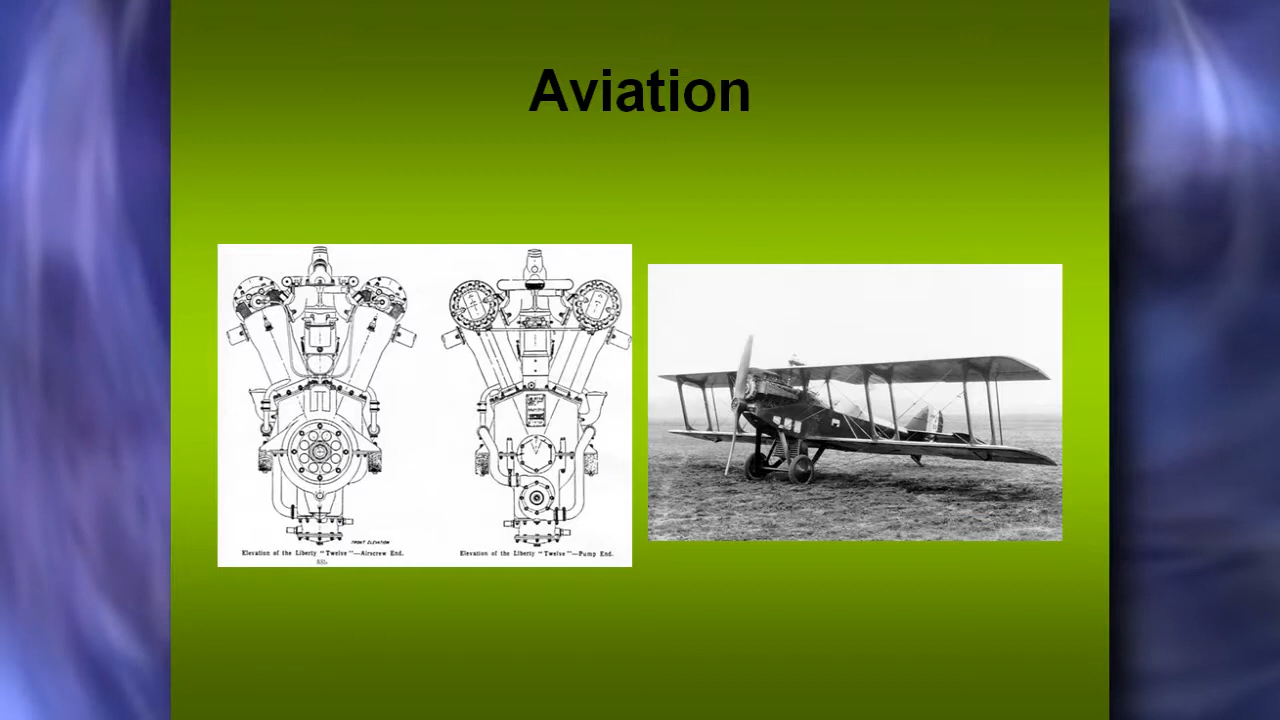 Aviation
FRONT ELEVATION
Elevation of the Liberty "Twelve"—Airscrew End.
Elevation of the Liberty "Twelve"—Pump End.